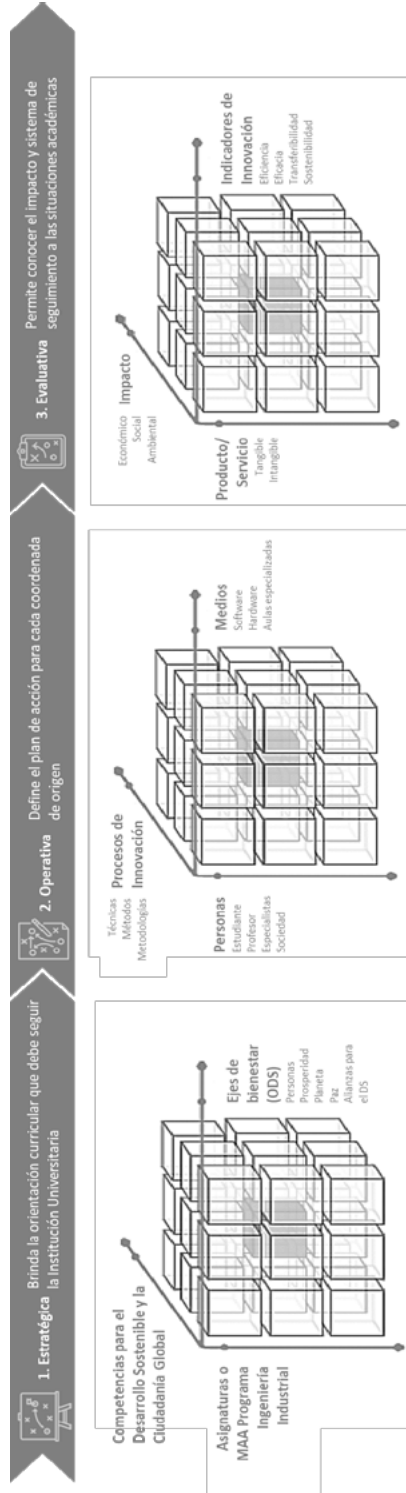 1. Estratégica
Brinda la orientación curricular que debe seguir
la Institución Universitaria
2. Operativa
Define el plan de acción para cada coordenada
de origen
3. Evaluativa
Permite conocer el impacto y sistema de
seguimiento a las situaciones académicas
Competencias para el
Desarrollo Sostenible y la
Ciudadanía Global
Ejes de
bienestar
(ODS)
Personas
Prosperidad
Planeta
Paz
Alianzas para
el DS
Asignaturas o
MAA Programa
Ingeniería
Industrial
Técnicas
Métodos
Metodologías
Procesos de
Innovación
Medios
Software
Hardware
Aulas especializadas
Personas
Estudiante
Profesor
Especialistas
Sociedad
Económico
Social
Ambiental
Impacto
Indicadores de
Innovación
Eficiencia
Eficacia
Transferibilidad
Sostenibilidad
Producto/
Servicio
Tangible
Intangible